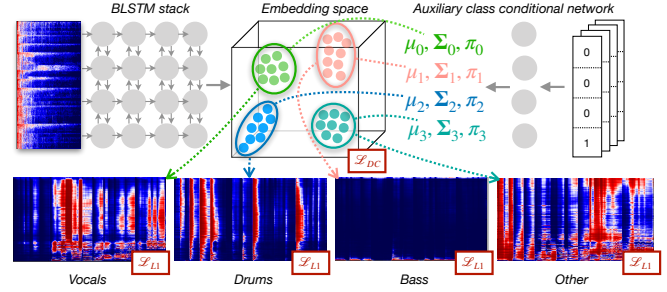 BLSTM stack
Embedding space
Auxiliary class conditional network
μ0, Σ0, π0
μ1, Σ1, π1
μ2, Σ2, π2
μ3, Σ3, π3
0
0
0
1
ℒDC
ℒL1
ℒL1
ℒL1
ℒL1
Vocals
Drums
Bass
Other